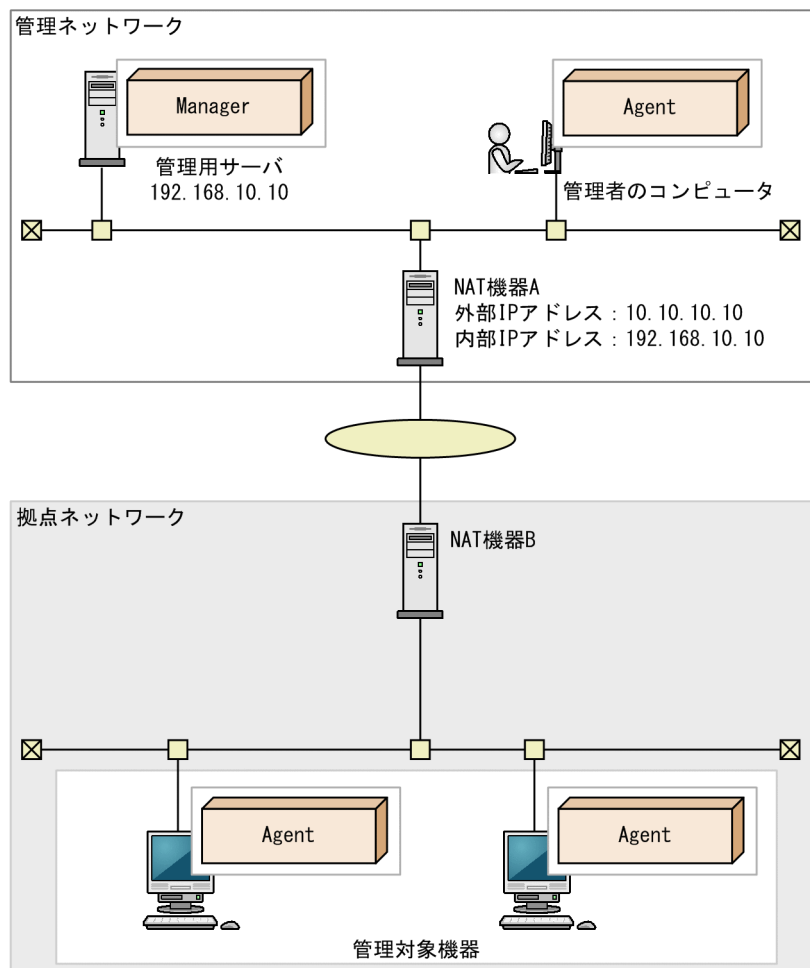 管理ネットワーク
Manager
Agent
管理用サーバ
192.168.10.10
管理者のコンピュータ
NAT機器A
外部IPアドレス：10.10.10.10
内部IPアドレス：192.168.10.10
拠点ネットワーク
NAT機器B
Agent
Agent
管理対象機器